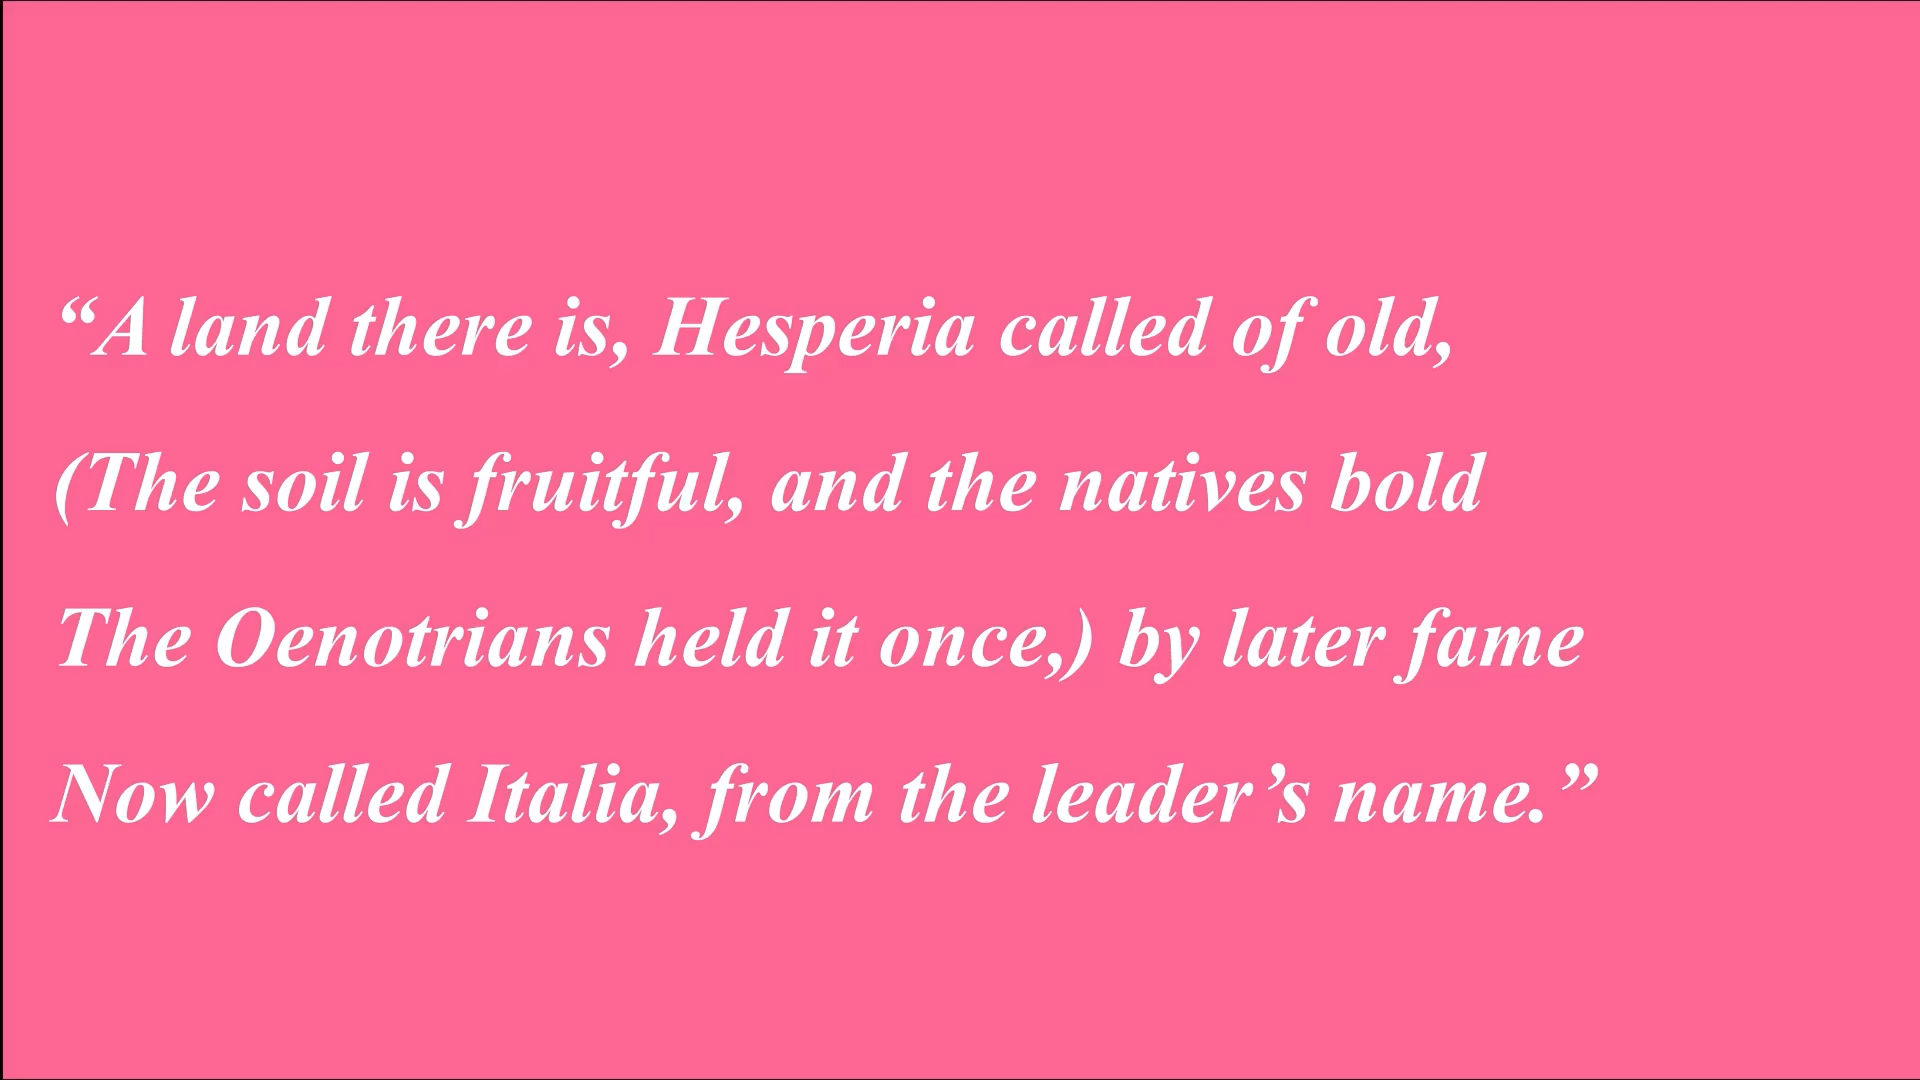 “A land there is, Hesperia called of old,
(The soil is fruitful, and the natives bold
The Oenotrians held it once,) by later fame
Now called Italia, from the leader’s name.”